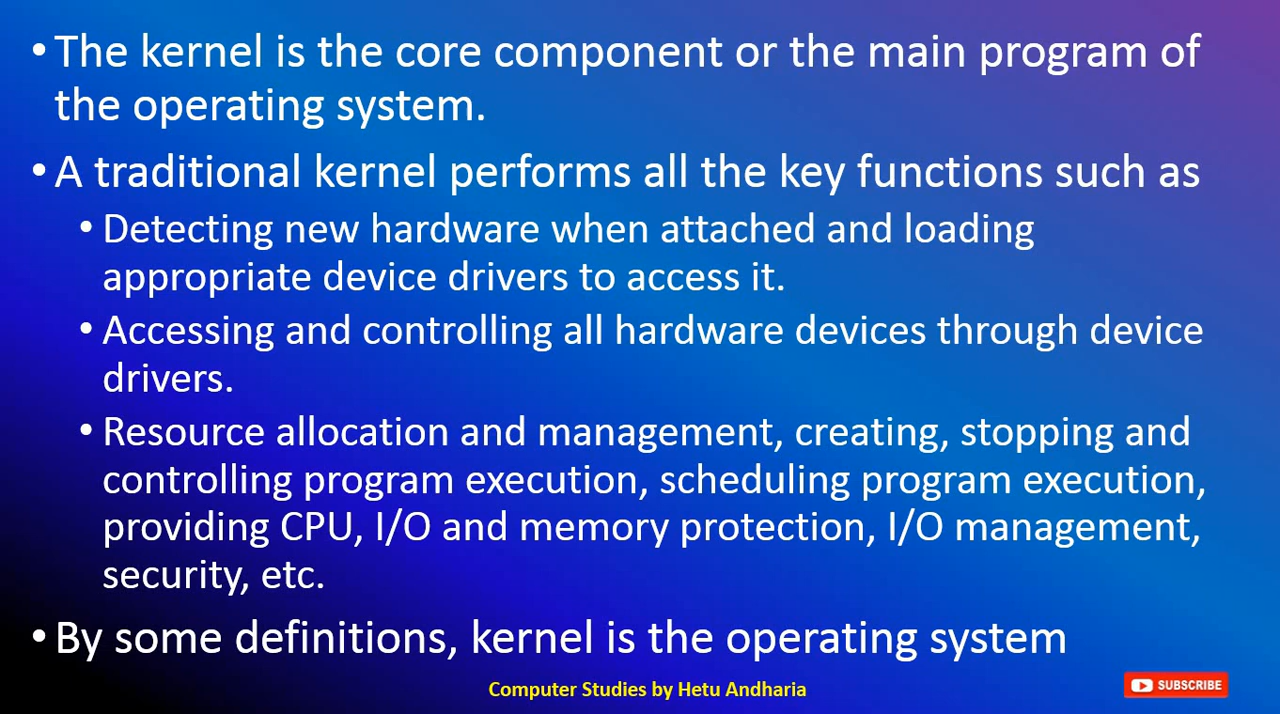 • The kernel is the core component or the main program of
the operating system.
• A traditional kernel performs all the key functions such as
• Detecting new hardware when attached and loading
appropriate device drivers to access it.
• Accessing and controlling all hardware devices through device
drivers.
• Resource allocation and management, creating, stopping and
controlling program execution, scheduling program execution,
providing CPU, I/O and memory protection, I/O management,
security, etc.
• By some definitions, kernel is the operating system
Computer Studies by Hetu Andharia
SUBSCRIBE